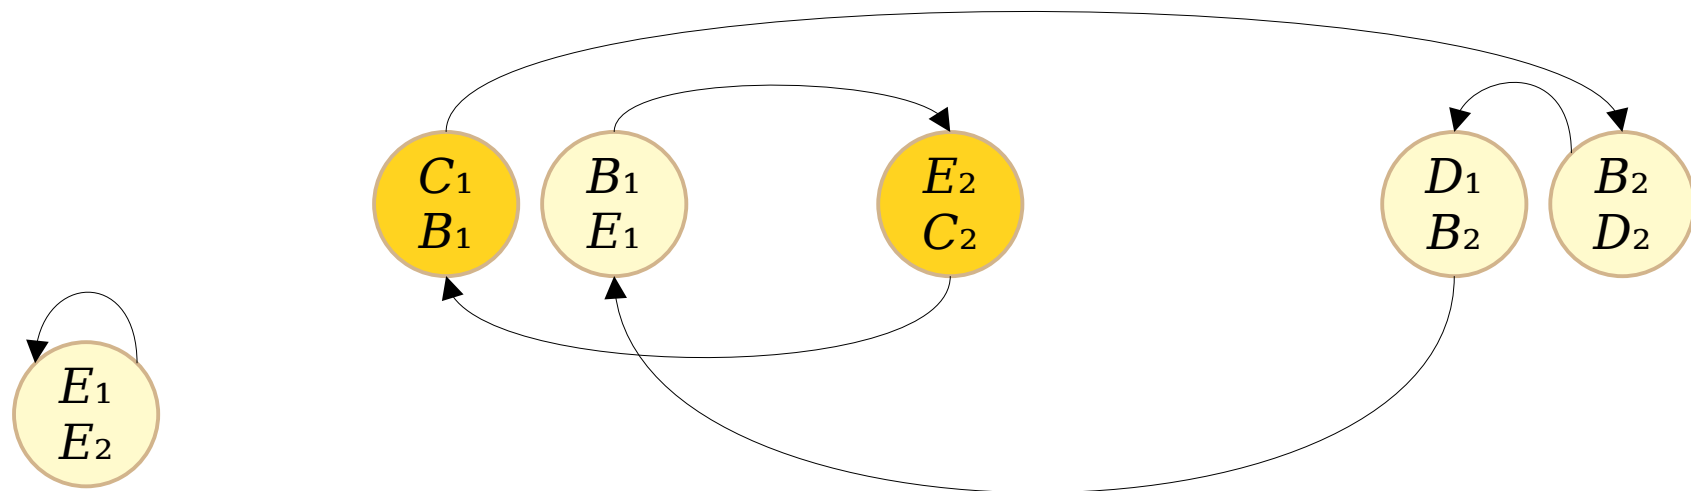 C₁
B₁
B₁
E₁
E₂
C₂
D₁
B₂
B₂
D₂
E₁
E₂